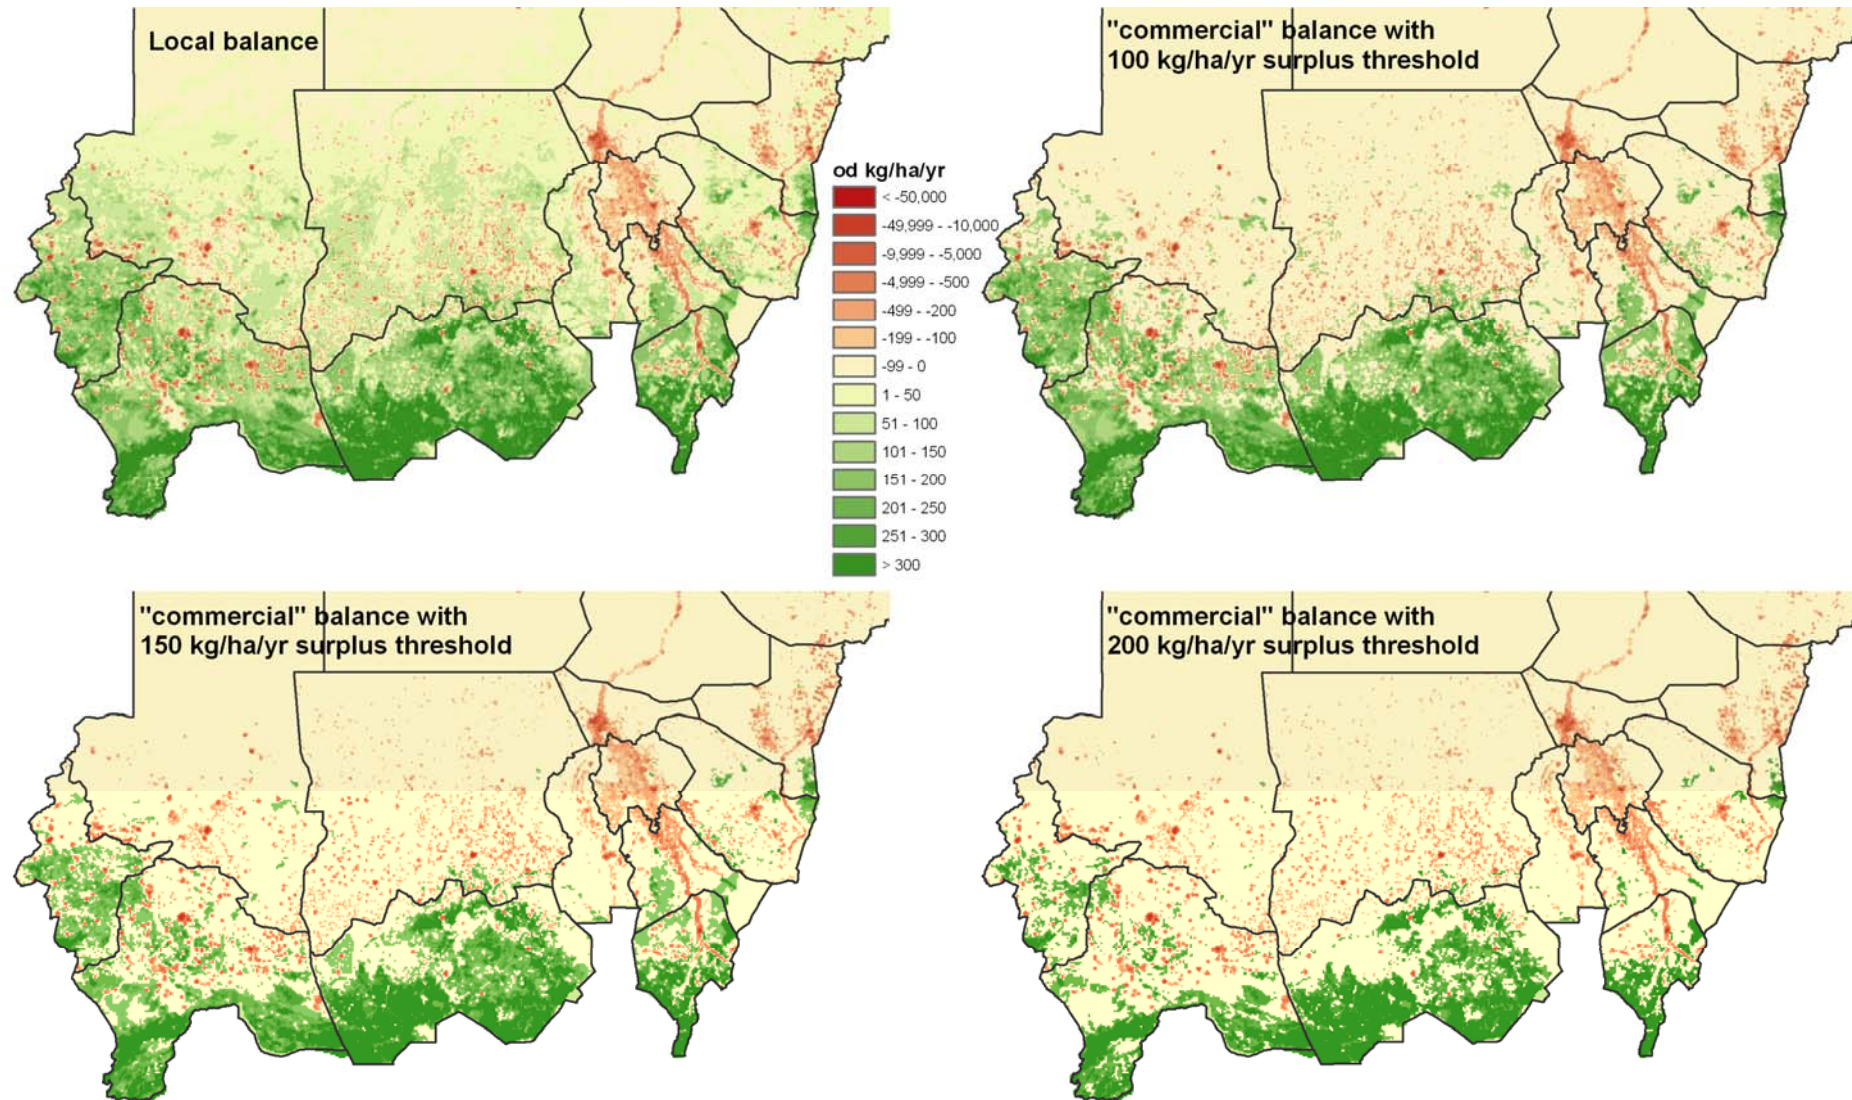 Local balance
"commercial" balance with
100 kg/ha/yr surplus threshold
od kg/ha/yr
< -50,000
-49,999 - -10,000
-9,999 - -5,000
-4,999 - -500
-499 - -200
-199 - -100
-99 - 0
1 - 50
51 - 100
101 - 150
151 - 200
201 - 250
251 - 300
> 300
"commercial" balance with
150 kg/ha/yr surplus threshold
"commercial" balance with
200 kg/ha/yr surplus threshold